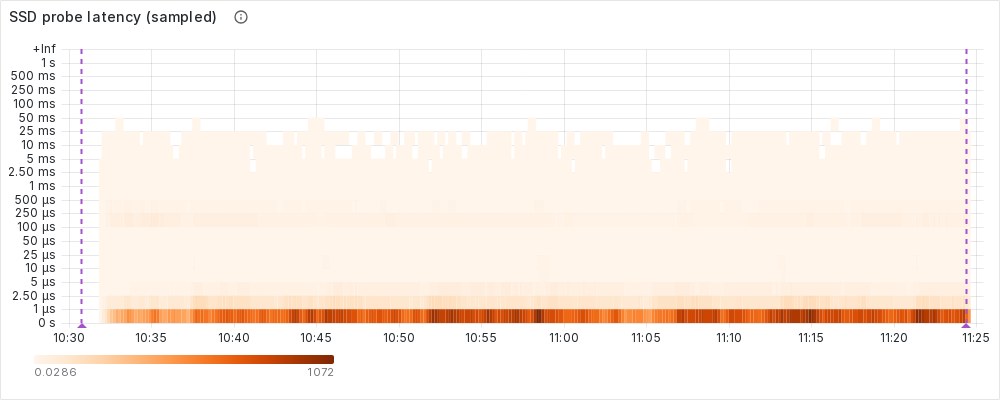 SSD probe latency (sampled)
+Inf
1 s
500 ms
250 ms
100 ms
50 ms
25 ms
10 ms
5 ms
2.50 ms
1 ms
500 µs
250 µs
100 µs
50 µs
25 µs
10 µs
5 µs
2.50 µs
1 µs
0 s
10:30 10:35 10:40 10:45 10:50 10:55 11:00 11:05 11:10 11:15 11:20 11:25
0.0286 1072